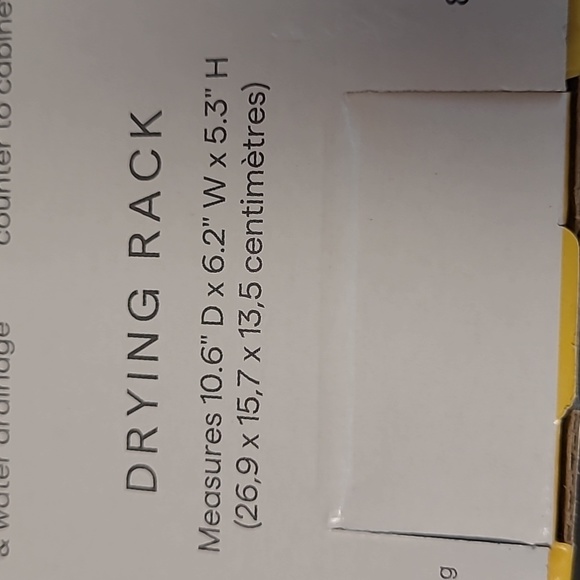 & water drainage
counter to cabine
DRYING RACK
Measures 10.6" D x 6.2" W x 5.3" H
(26,9 x 15,7 x 13,5 centimètres)
g